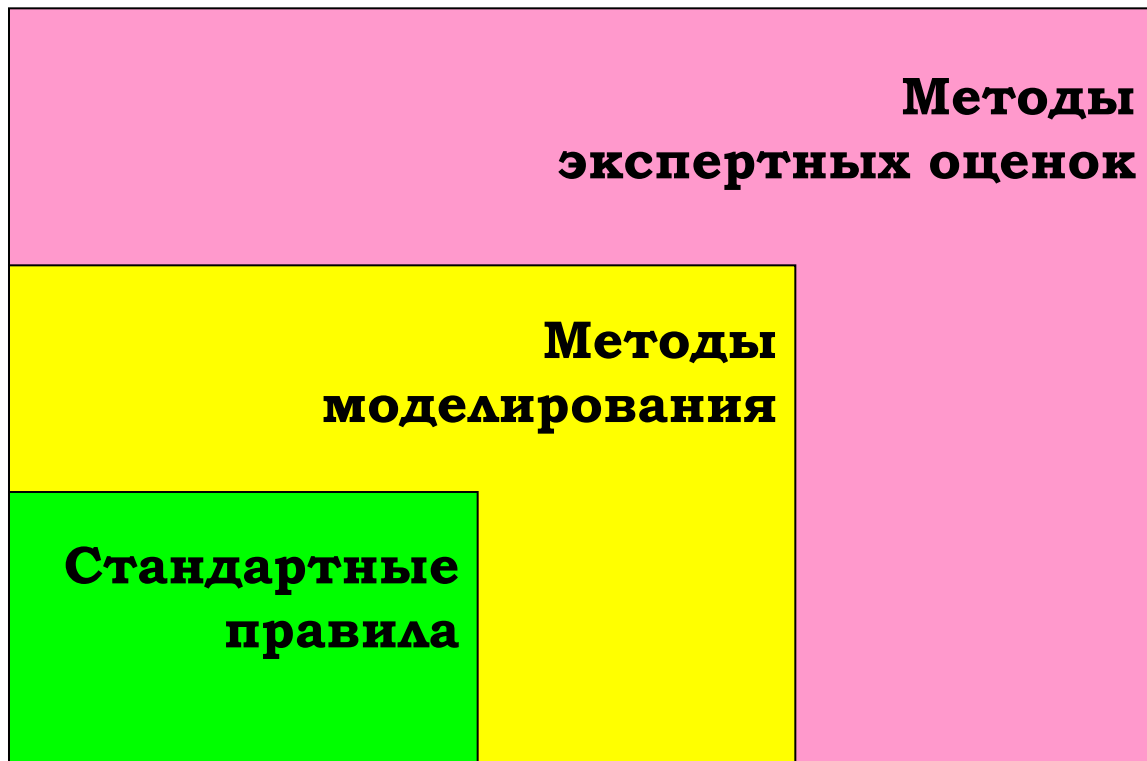 Методы
экспертных оценок
Методы
моделирования
Стандартные
правила